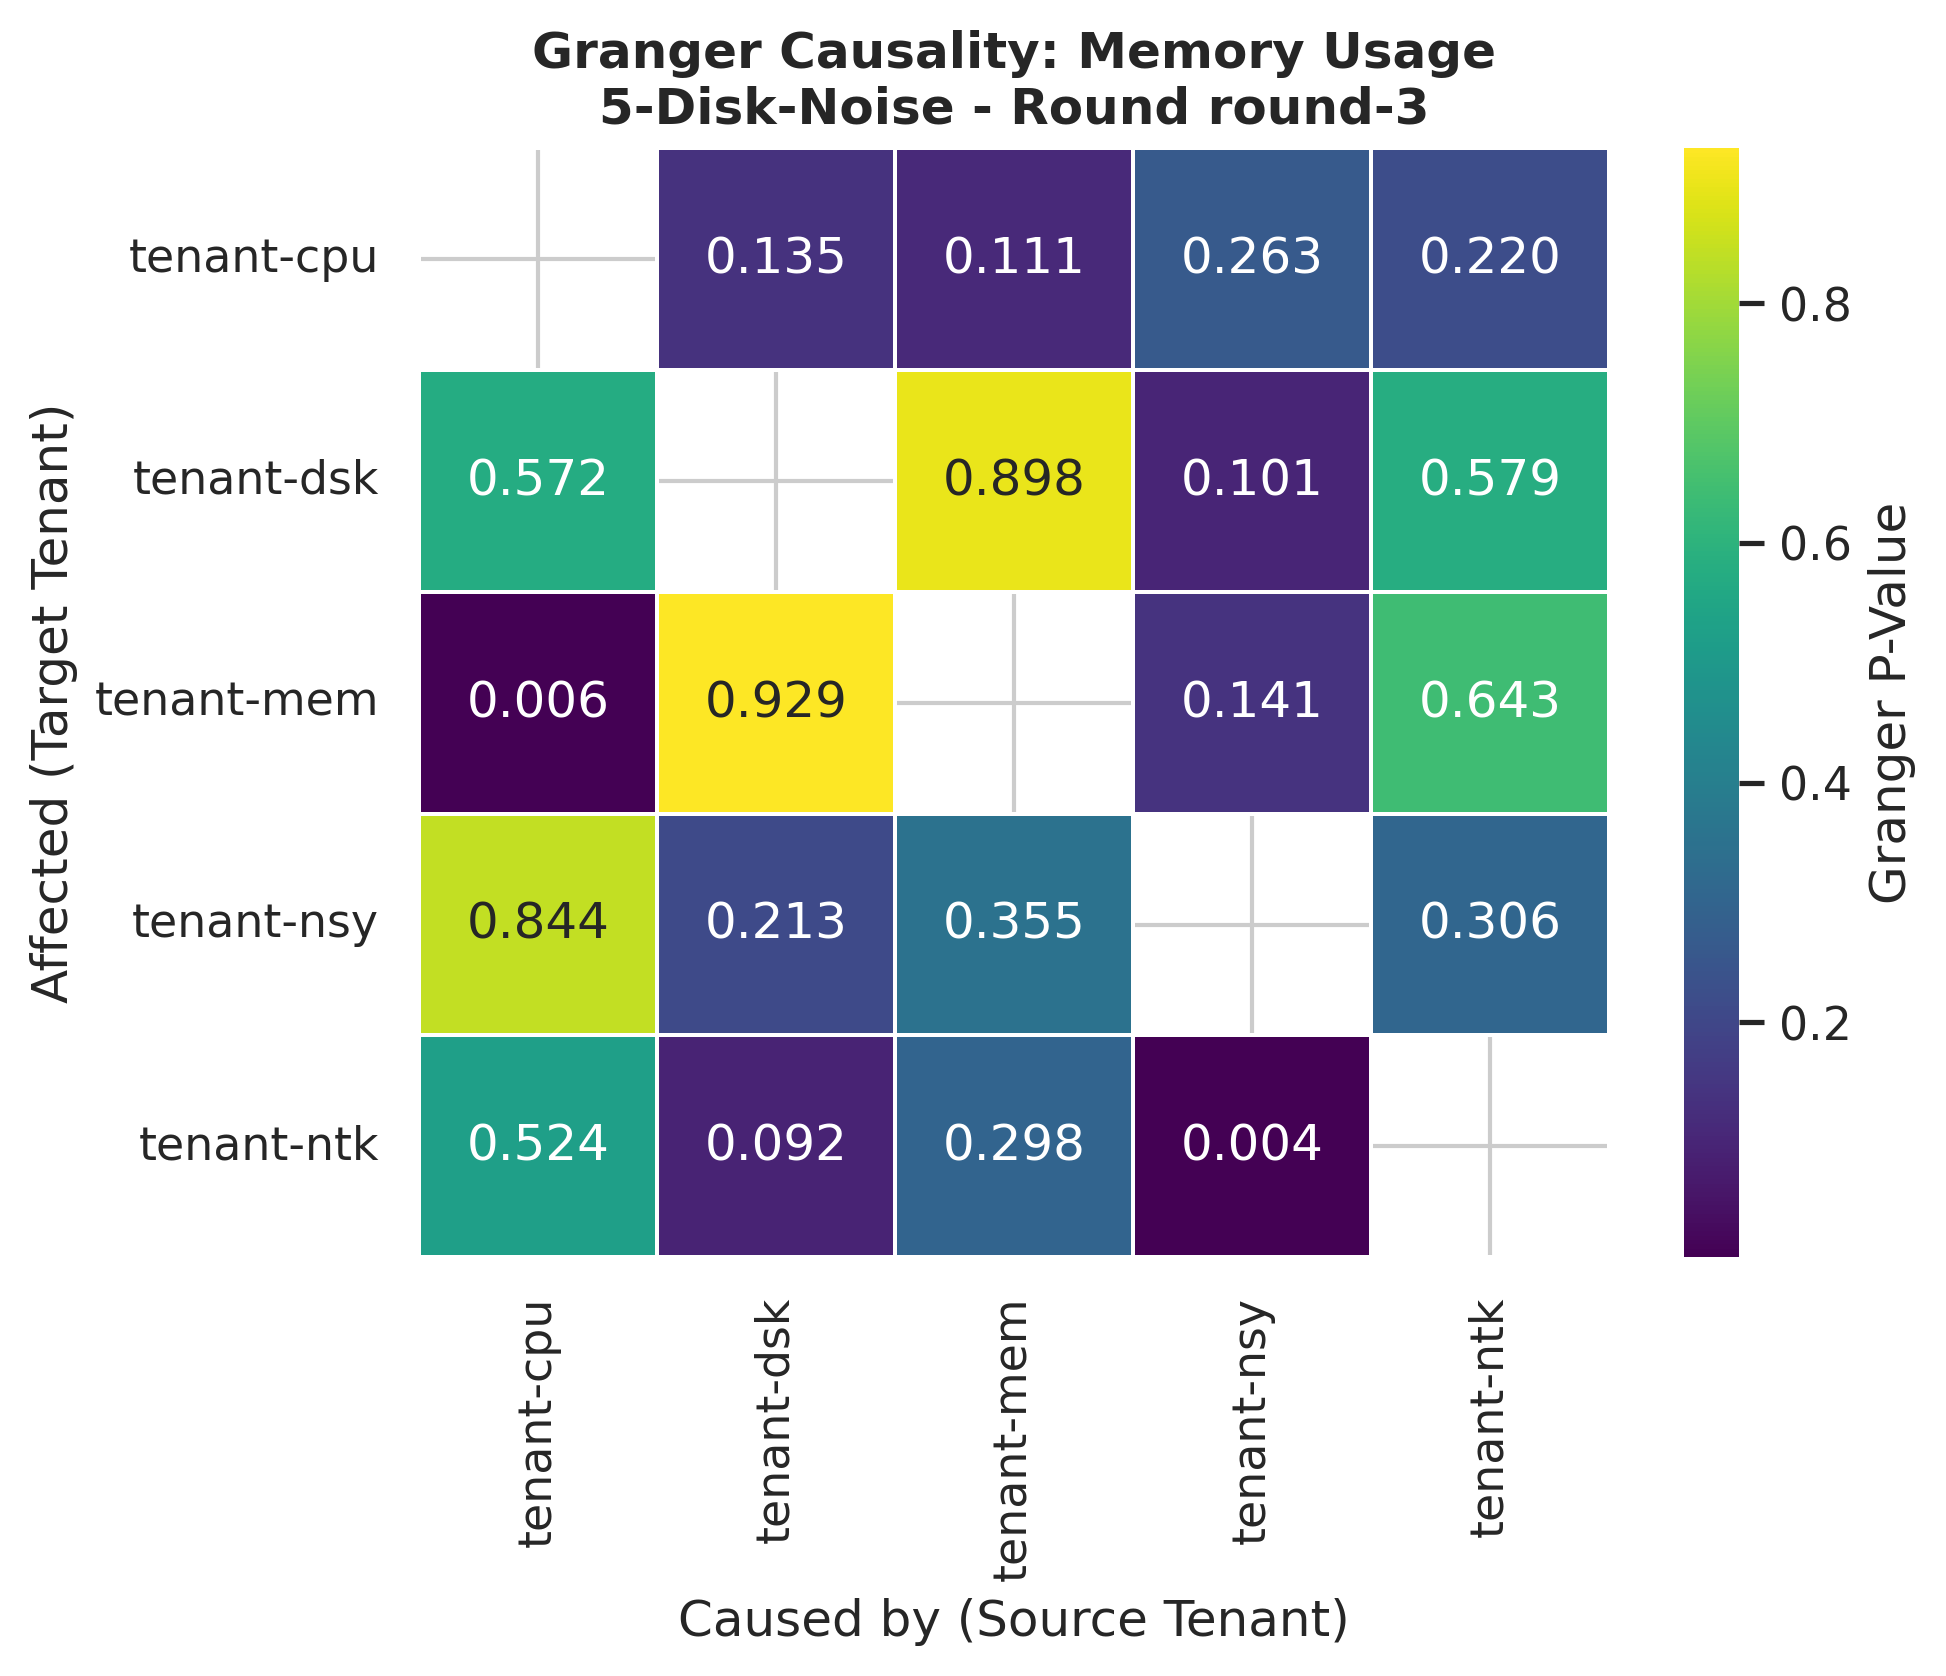 Granger Causality: Memory Usage
5-Disk-Noise - Round round-3
Affected (Target Tenant)
tenant-cpu
0.135 0.111 0.263 0.220
tenant-dsk
0.572 0.898 0.101 0.579
tenant-mem
0.006 0.929 0.141 0.643
tenant-nsy
0.844 0.213 0.355 0.306
tenant-ntk
0.524 0.092 0.298 0.004
tenant-cpu
tenant-dsk
tenant-mem
tenant-nsy
tenant-ntk
Caused by (Source Tenant)
0.8
0.6
0.4
0.2
Granger P-Value